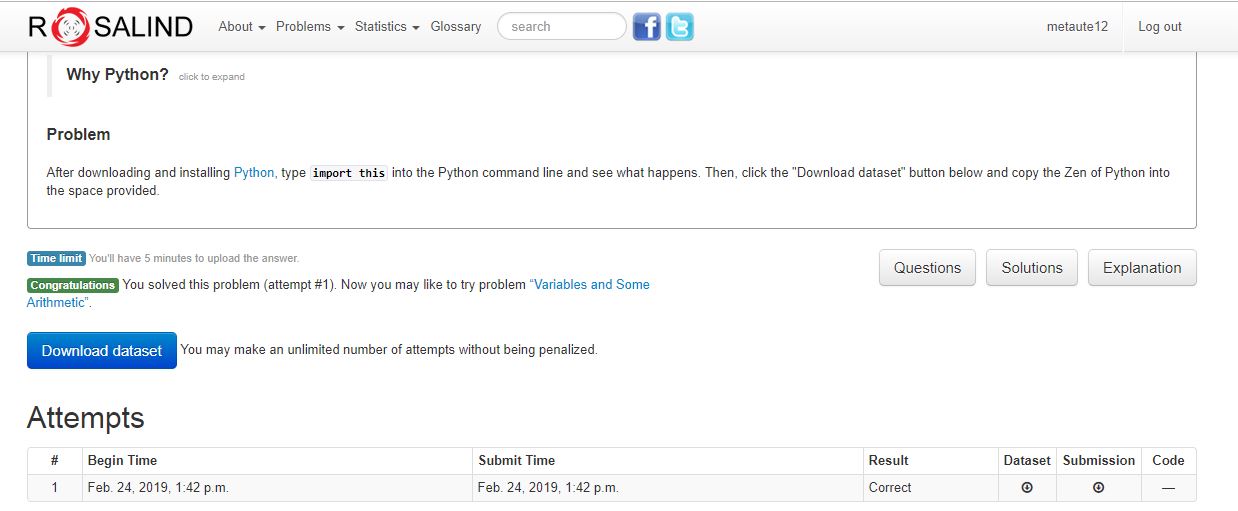 ROSALIND About Problems Statistics Glossary search metaute12 Log out
Why Python? click to expand
Problem
After downloading and installing Python, type import this into the Python command line and see what happens. Then, click the "Download dataset" button below and copy the Zen of Python into
the space provided.
Time limit You'll have 5 minutes to upload the answer.
Congratulations You solved this problem (attempt #1). Now you may like to try problem “Variables and Some
Arithmetic”.
Questions Solutions Explanation
Download dataset You may make an unlimited number of attempts without being penalized.
Attempts
# Begin Time Submit Time Result Dataset Submission Code
1 Feb. 24, 2019, 1:42 p.m. Feb. 24, 2019, 1:42 p.m. Correct —